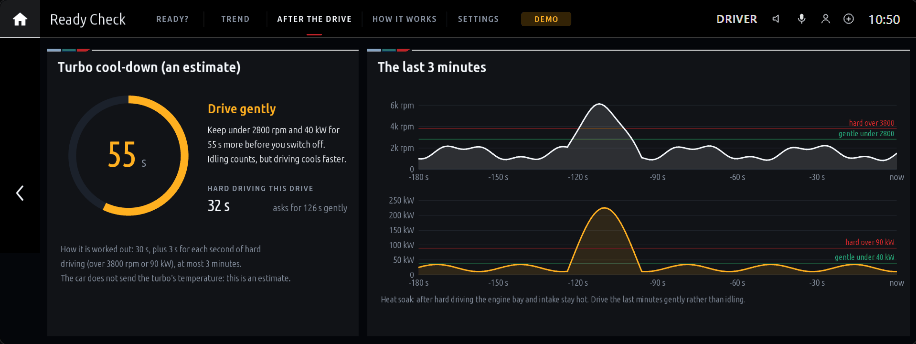 Ready Check
READY?
TREND
AFTER THE DRIVE
HOW IT WORKS
SETTINGS
DEMO
DRIVER
10:50
Turbo cool-down (an estimate)
55 s
Drive gently
Keep under 2800 rpm and 40 kW for
55 s more before you switch off.
Idling counts, but driving cools faster.
HARD DRIVING THIS DRIVE
32 s
asks for 126 s gently
How it is worked out: 30 s, plus 3 s for each second of hard
driving (over 3800 rpm or 90 kW), at most 3 minutes.
The car does not send the turbo's temperature: this is an estimate.
The last 3 minutes
6k rpm
4k rpm
2k rpm
0
hard over 3800
gentle under 2800
-180 s
-150 s
-120 s
-90 s
-60 s
-30 s
now
250 kW
200 kW
150 kW
100 kW
50 kW
0
hard over 90 kW
gentle under 40 kW
-180 s
-150 s
-120 s
-90 s
-60 s
-30 s
now
Heat soak: after hard driving the engine bay and intake stay hot. Drive the last minutes gently rather than idling.